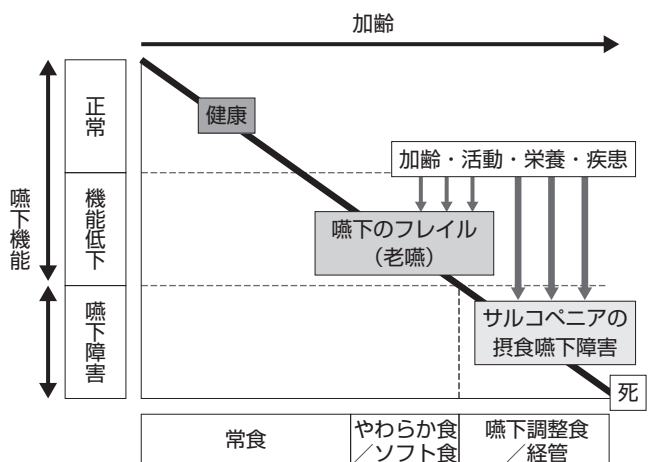 加齢
嚥下機能
正常
機能低下
嚥下障害
健康
加齢・活動・栄養・疾患
嚥下のフレイル
（老嚥）
サルコペニアの
摂食嚥下障害
死
常食
やわらか食
／ソフト食
嚥下調整食
／経管